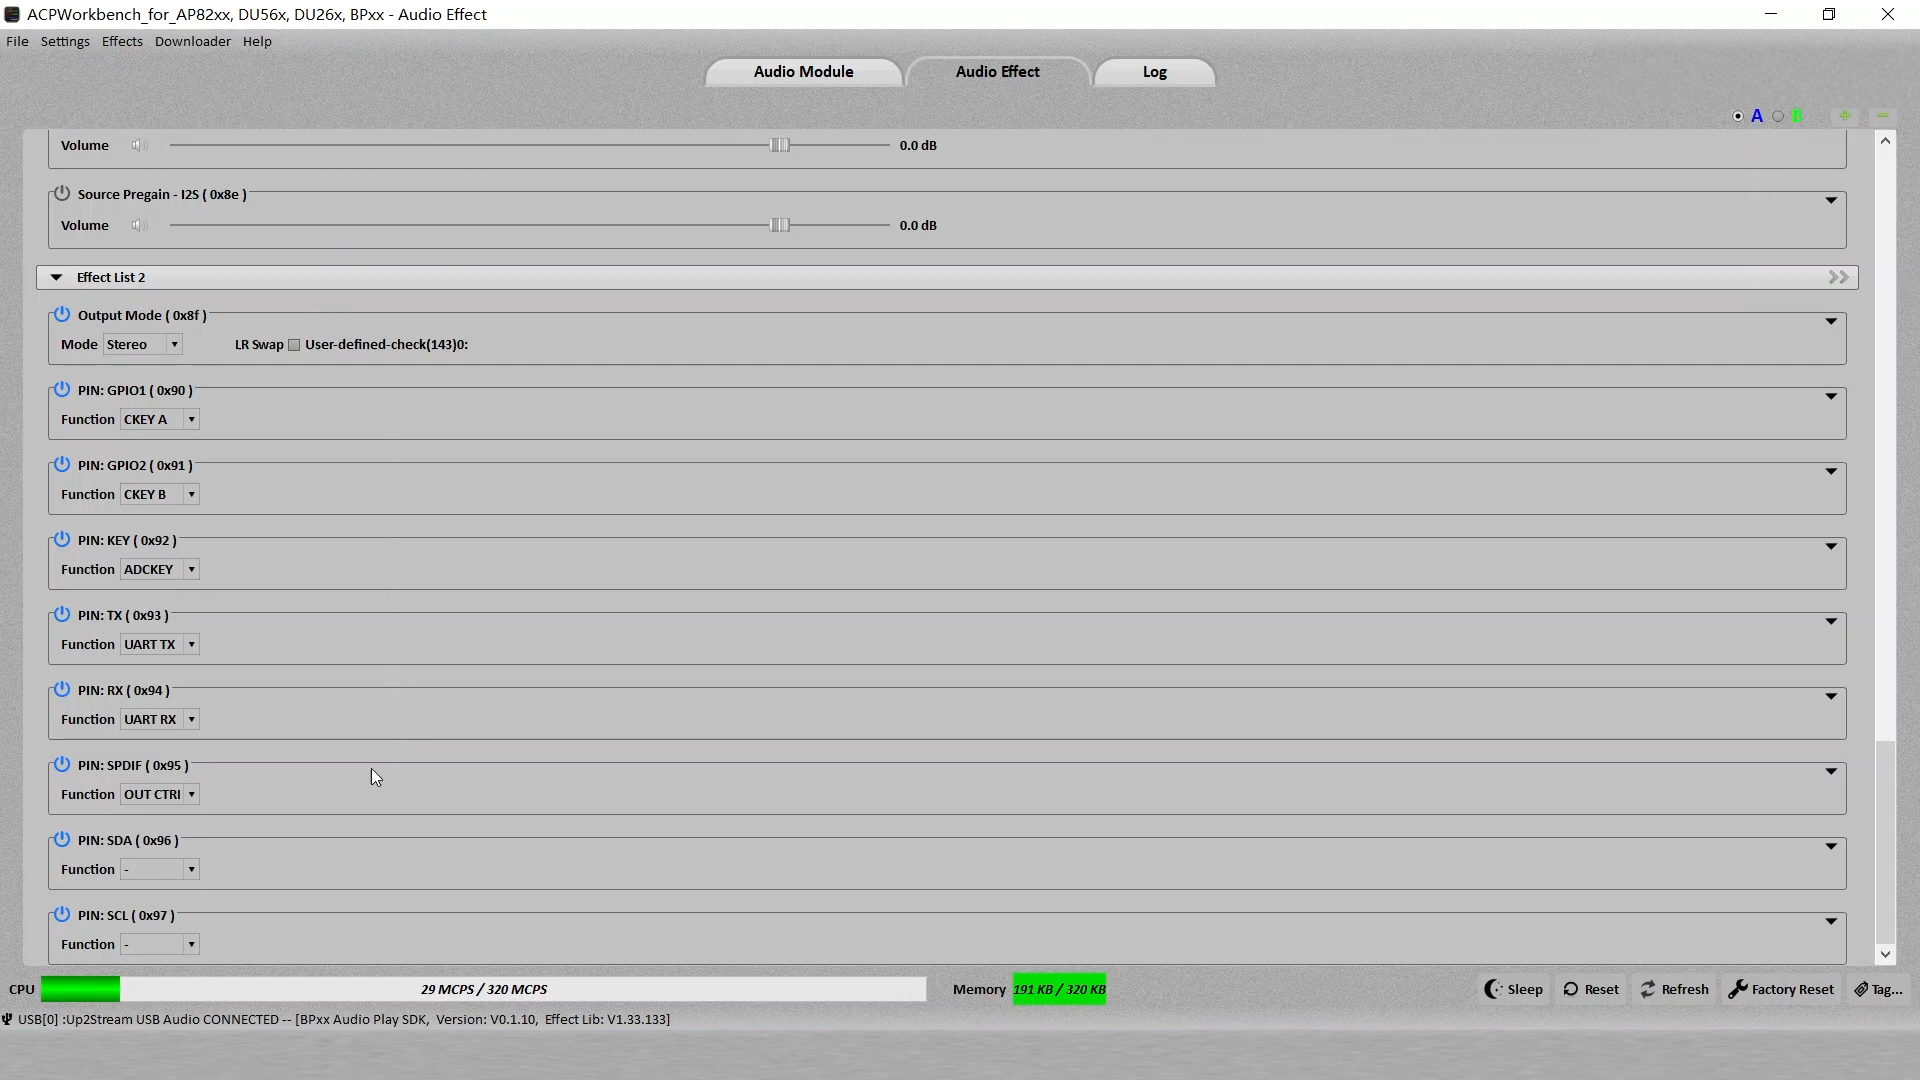 ACPWorkbench_for_AP82xx, DU56x, DU26x, BPxx - Audio Effect
File Settings Effects Downloader Help
Audio Module Audio Effect Log
A B + -
Volume 0.0 dB
Source Pregain - I2S ( 0x8e )
Volume 0.0 dB
Effect List 2
Output Mode ( 0x8f )
Mode Stereo LR Swap User-defined-check(143)0:
PIN: GPIO1 ( 0x90 )
Function CKEY A
PIN: GPIO2 ( 0x91 )
Function CKEY B
PIN: KEY ( 0x92 )
Function ADCKEY
PIN: TX ( 0x93 )
Function UART TX
PIN: RX ( 0x94 )
Function UART RX
PIN: SPDIF ( 0x95 )
Function OUT CTRI
PIN: SDA ( 0x96 )
Function -
PIN: SCL ( 0x97 )
Function -
CPU 29 MCPS / 320 MCPS Memory 191 KB / 320 KB Sleep Reset Refresh Factory Reset Tag...
USB[0] :Up2Stream USB Audio CONNECTED -- [BPxx Audio Play SDK, Version: V0.1.10, Effect Lib: V1.33.133]